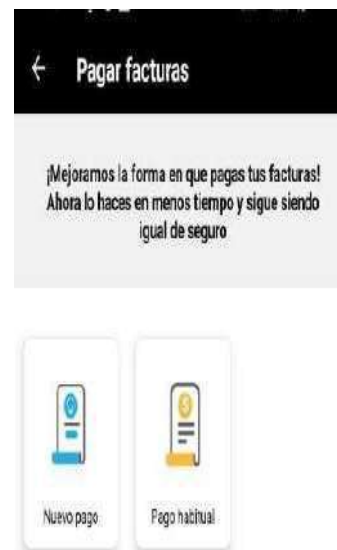 Pagar facturas
¡Mejoramos la forma en que pagas tus facturas!
Ahora lo haces en menos tiempo y sigue siendo
igual de seguro
Nuevo pago
Pago habitual